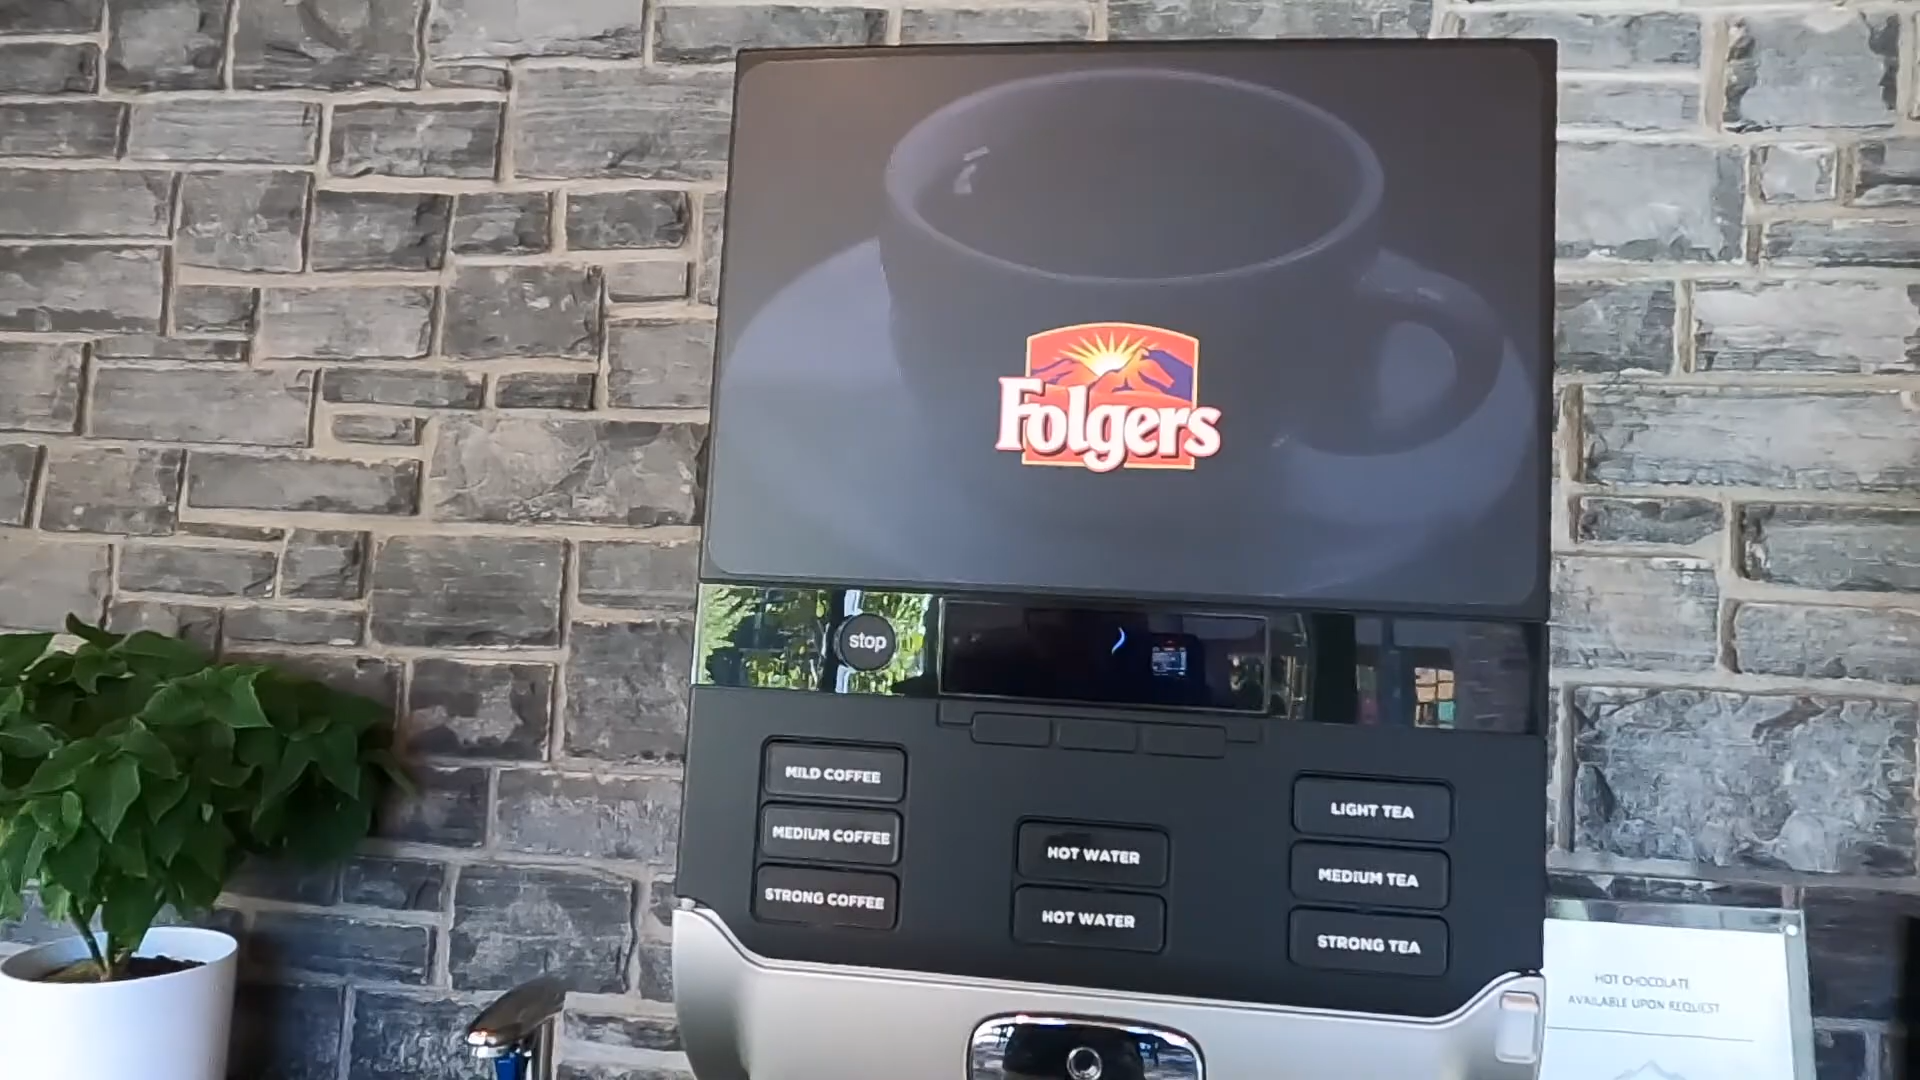 Folgers
stop
MILD COFFEE
MEDIUM COFFEE
STRONG COFFEE
HOT WATER
HOT WATER
LIGHT TEA
MEDIUM TEA
STRONG TEA
HOT CHOCOLATE
AVAILABLE UPON REQUEST